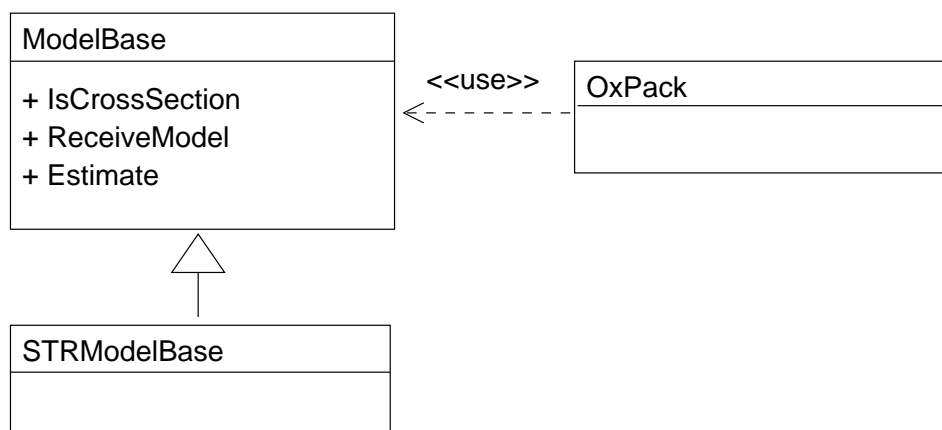 ModelBase
+ IsCrossSection
+ ReceiveModel
+ Estimate
<<use>>
OxPack
STRModelBase